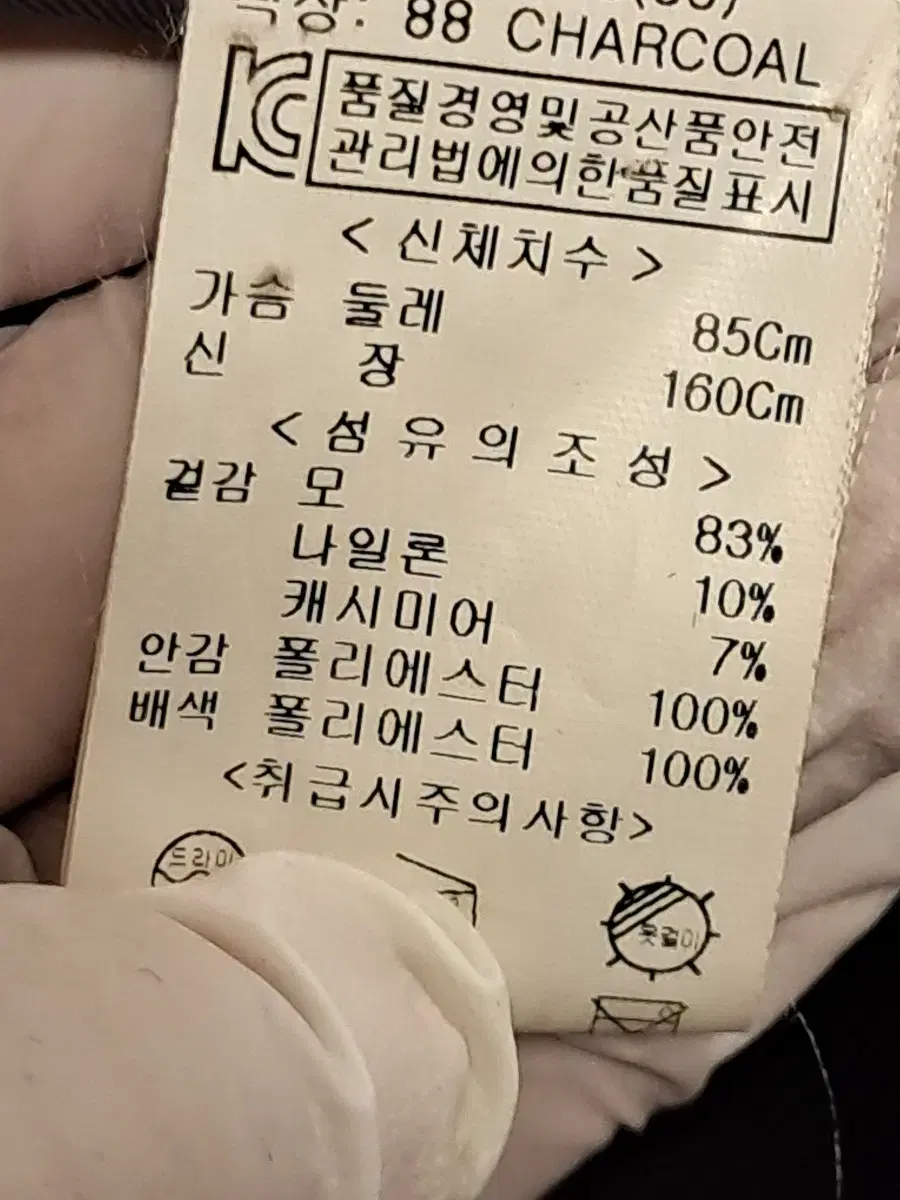 88 CHARCOAL
품질경영및공산품안전
관리법에의한품질표시
< 신체치수 >
가슴 둘레 85Cm
신 장 160Cm
< 섬 유 의 조 성 >
겉감 모 83%
나일론 10%
캐시미어 7%
안감 폴리에스터 100%
배색 폴리에스터 100%
<취급시주의사항>
드라이
옷걸이